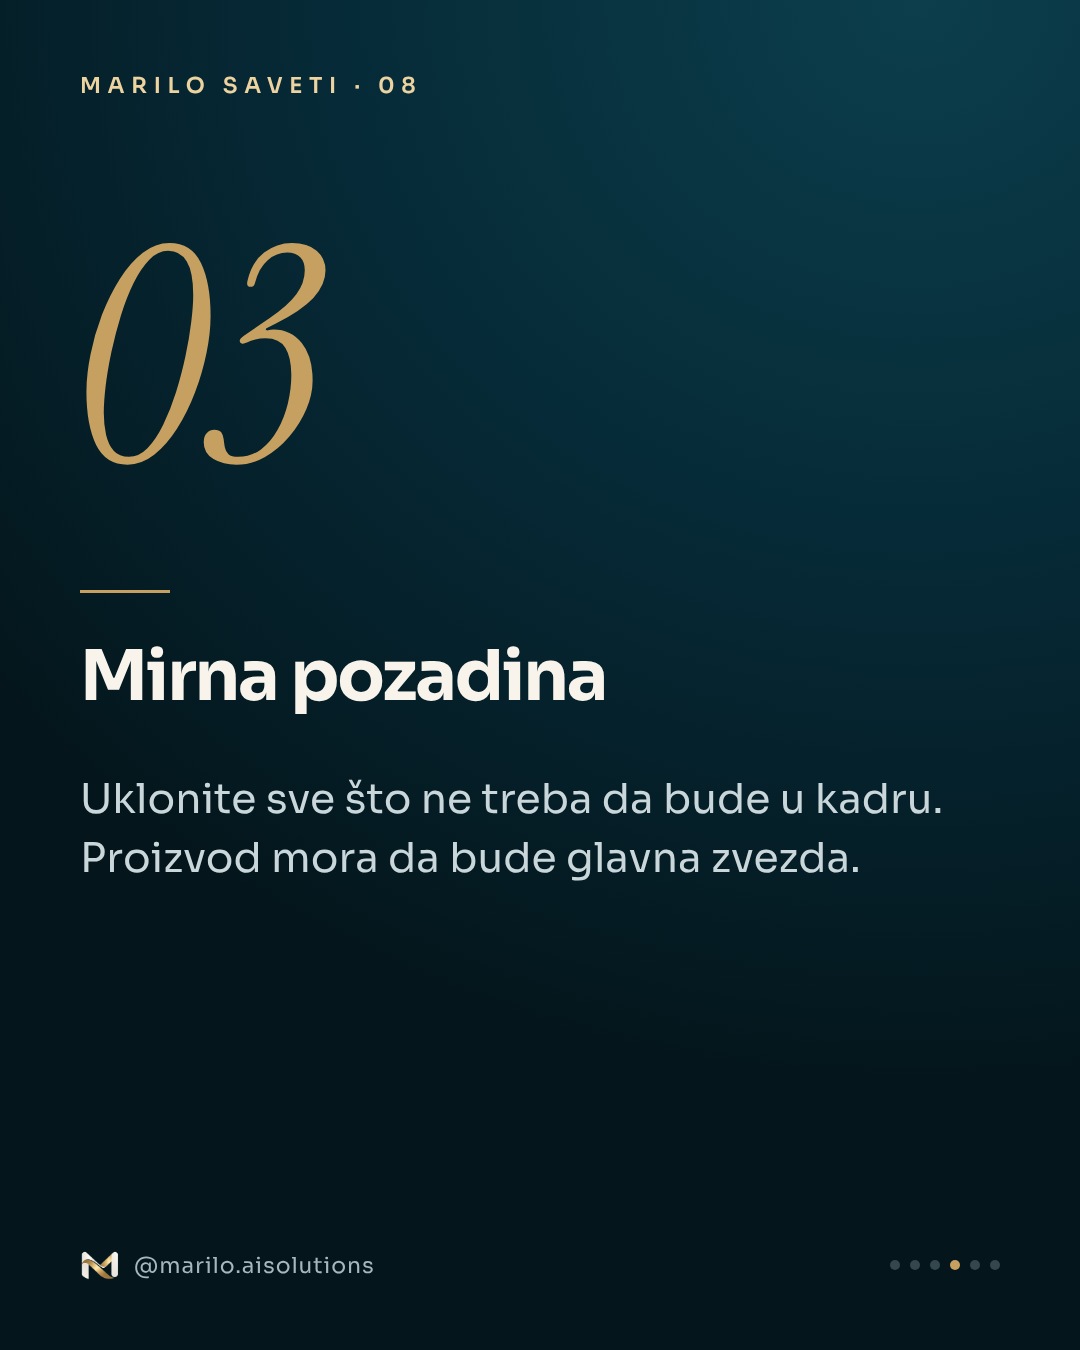 MARILO SAVETI · 08
03
Mirna pozadina
Uklonite sve što ne treba da bude u kadru.
Proizvod mora da bude glavna zvezda.
@marilo.aisolutions